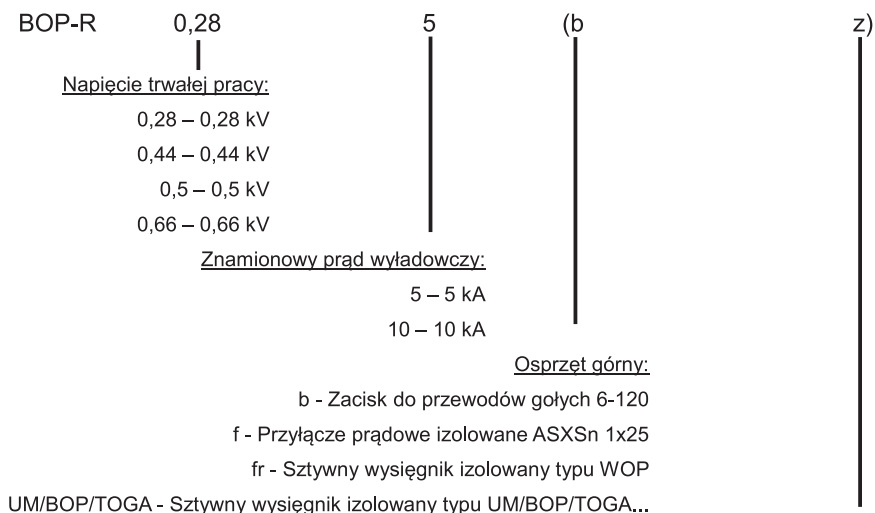 BOP-R 0,28 5 (b z)
Napięcie trwałej pracy:
0,28 – 0,28 kV
0,44 – 0,44 kV
0,5 – 0,5 kV
0,66 – 0,66 kV
Znamionowy prąd wyładowczy:
5 – 5 kA
10 – 10 kA
Osprzęt górny:
b - Zacisk do przewodów gołych 6-120
f - Przyłącze prądowe izolowane ASXSn 1x25
fr - Sztywny wysięgnik izolowany typu WOP
UM/BOP/TOGA - Sztywny wysięgnik izolowany typu UM/BOP/TOGA...